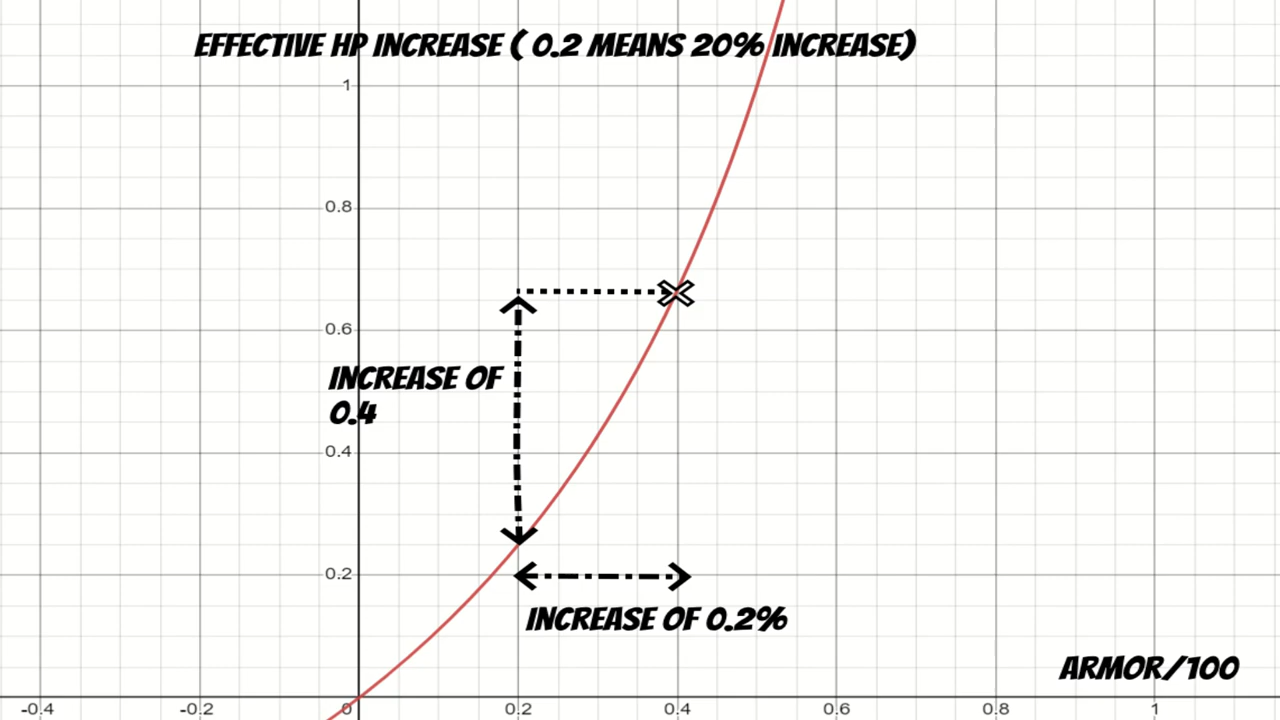 EFFECTIVE HP INCREASE ( 0.2 MEANS 20% INCREASE)
1
0.8
0.6
INCREASE OF
0.4
0.4
0.2
INCREASE OF 0.2%
ARMOR/100
-0.4 -0.2 0 0.2 0.4 0.6 0.8 1